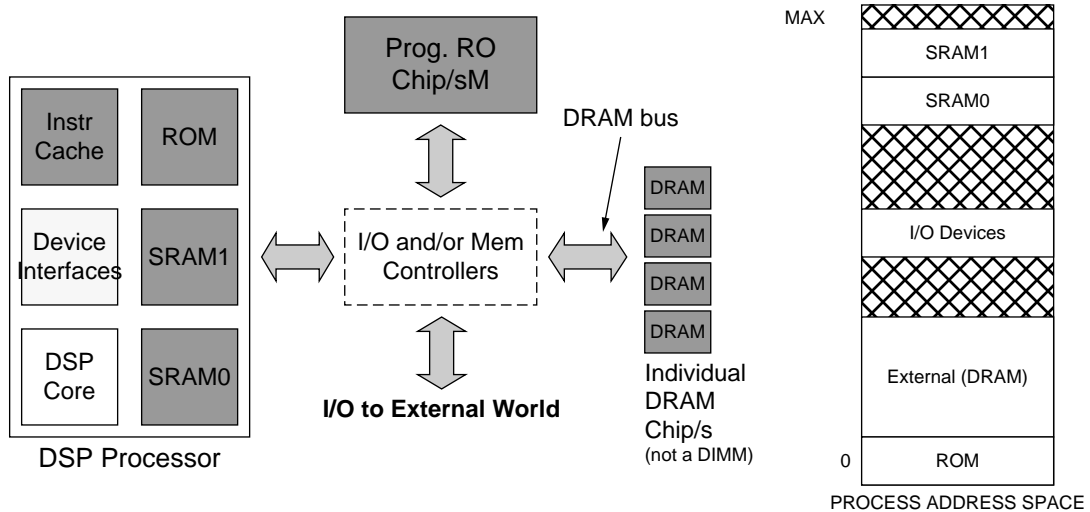 Prog. RO
Chip/sM
Instr
Cache
ROM
Device
Interfaces
SRAM1
DSP
Core
SRAM0
DSP Processor
I/O and/or Mem
Controllers
I/O to External World
DRAM bus
DRAM
DRAM
DRAM
DRAM
Individual
DRAM
Chip/s
(not a DIMM)
MAX
SRAM1
SRAM0
I/O Devices
External (DRAM)
0
ROM
PROCESS ADDRESS SPACE